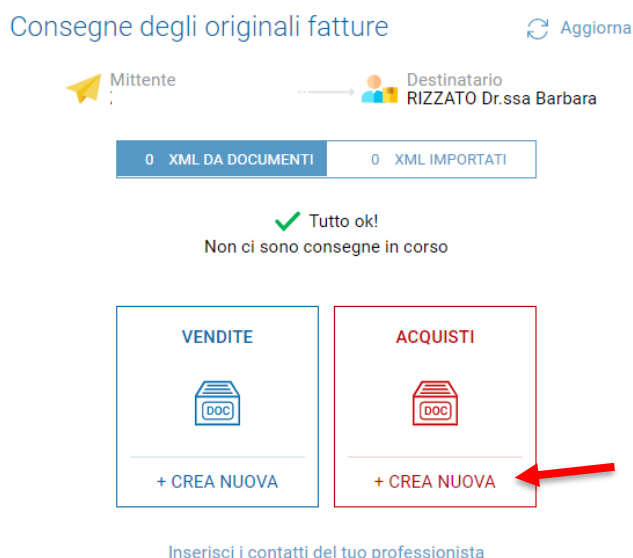 Consegne degli originali fatture
Aggiorna
Mittente
Destinatario
RIZZATO Dr.ssa Barbara
0 XML DA DOCUMENTI
0 XML IMPORTATI
Tutto ok!
Non ci sono consegne in corso
VENDITE
ACQUISTI
DOC
DOC
+ CREA NUOVA
+ CREA NUOVA
Inserisci i contatti del tuo professionista